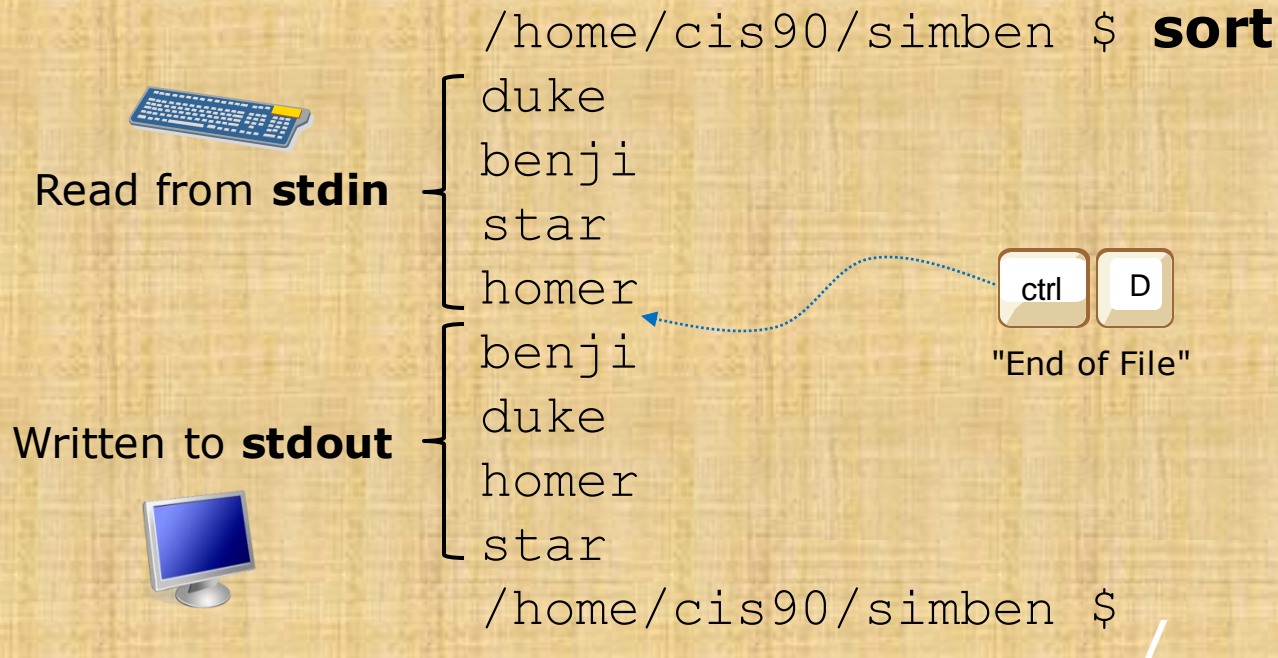 /home/cis90/simben $ sort
duke
benji
star
homer
benji
duke
homer
star
/home/cis90/simben $
Read from stdin
Written to stdout
ctrl D
"End of File"
/